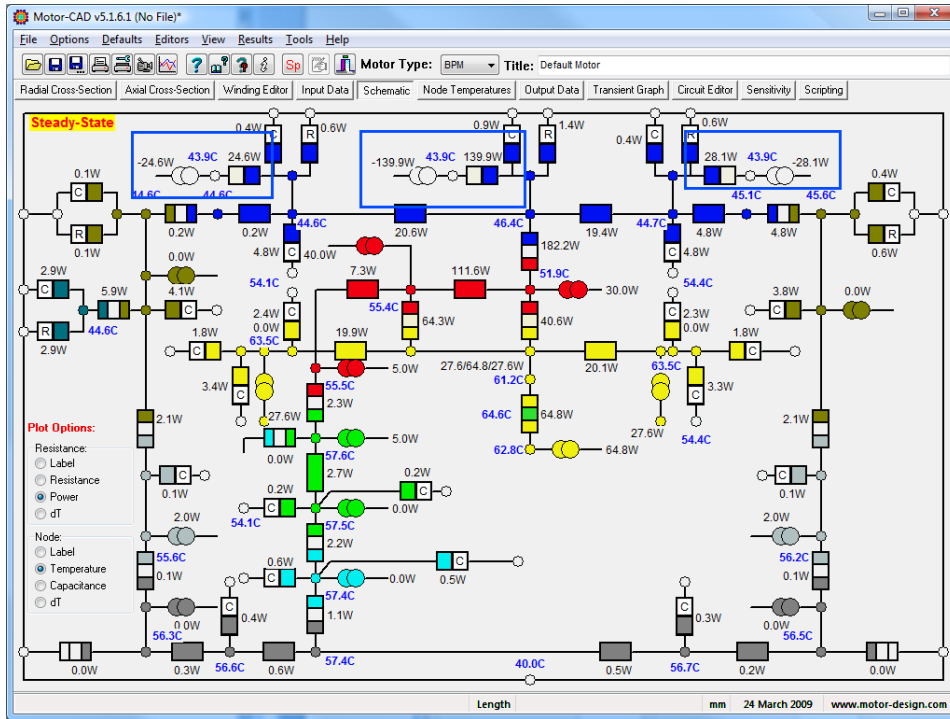 Motor-CAD v5.1.6.1 (No File)*
File Options Defaults Editors View Results Tools Help
Sp Motor Type: BPM Title: Default Motor
Radial Cross-Section Axial Cross-Section Winding Editor Input Data Schematic Node Temperatures Output Data Transient Graph Circuit Editor Sensitivity Scripting
Steady-State
0.4W C R 0.6W 0.9W C R 1.4W 0.4W C R 0.6W
-24.6W 43.9C 24.6W -139.9W 43.9C 139.9W 28.1W 43.9C -28.1W
0.1W 44.6C 44.6C 45.1C 45.6C 0.4W
C C
R 0.2W 0.2W 44.6C 20.6W 46.4C 19.4W 44.7C 4.8W 4.8W R
0.1W 4.8W C 40.0W 182.2W 4.8W C 0.6W
0.0W 54.1C 7.3W 111.6W 51.9C 54.4C
2.9W C 5.9W 4.1W C 30.0W 3.8W C 0.0W
44.6C 2.4W C 55.4C 64.3W 40.6W C 2.3W
R 0.0W 0.0W
2.9W 63.5C
1.8W C 19.9W 1.8W C
27.6/64.8/27.6W 20.1W 63.5C
3.4W C 5.0W 61.2C C 3.3W
55.5C
27.6W 2.3W 64.6C 64.8W 27.6W 54.4C
Plot Options: 2.1W 5.0W 2.1W
0.0W 57.6C 62.8C 64.8W
Resistance:
Label
Resistance C 0.1W 2.7W 0.2W C C 0.1W
Power 0.2W C 0.0W
dT 54.1C 57.5C
2.0W 2.2W 2.0W
Node:
Label 55.6C 0.6W C C 0.5W 56.2C
Temperature 0.1W 0.0W 0.1W
57.4C
Capacitance
dT 0.0W C 0.4W 1.1W C 0.3W 0.0W
56.3C 56.5C
0.0W 0.3W 56.6C 0.6W 57.4C 40.0C 0.5W 56.7C 0.2W 0.0W
Length mm 24 March 2009 www.motor-design.com